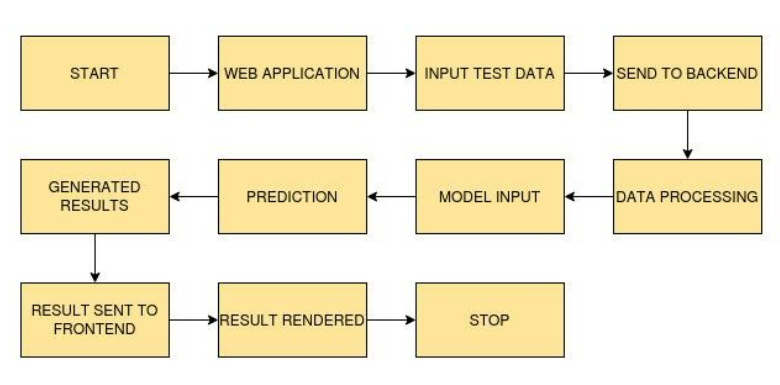 START
WEB APPLICATION
INPUT TEST DATA
SEND TO BACKEND
DATA PROCESSING
MODEL INPUT
PREDICTION
GENERATED
RESULTS
RESULT SENT TO
FRONTEND
RESULT RENDERED
STOP